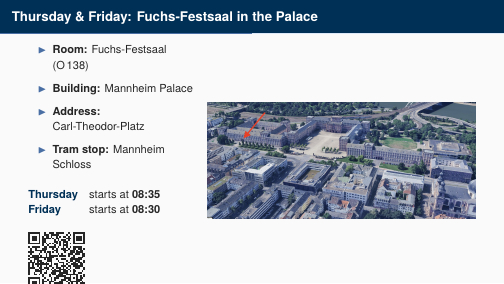 Thursday & Friday: Fuchs-Festsaal in the Palace
► Room: Fuchs-Festsaal
(O 138)
► Building: Mannheim Palace
► Address:
Carl-Theodor-Platz
► Tram stop: Mannheim
Schloss
Thursday starts at 08:35
Friday starts at 08:30